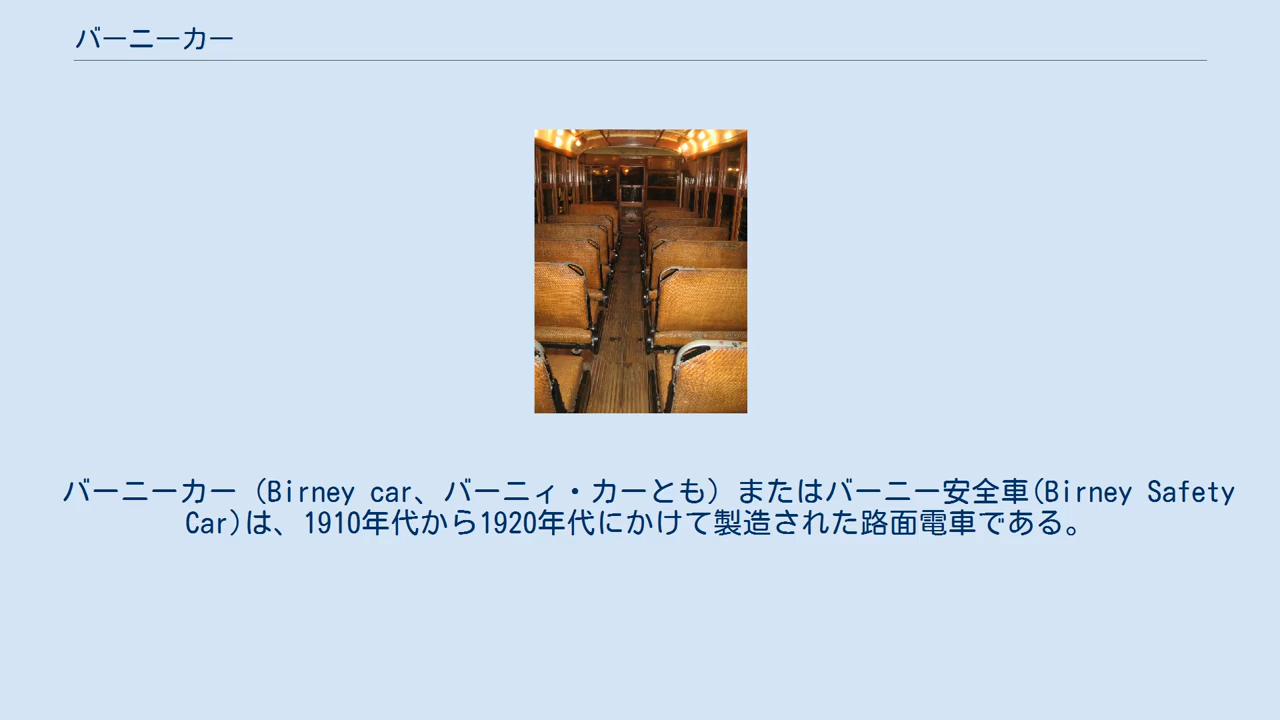 バーニーカー
バーニーカー（Birney car、バーニィ・カーとも）またはバーニー安全車(Birney Safety
Car)は、1910年代から1920年代にかけて製造された路面電車である。